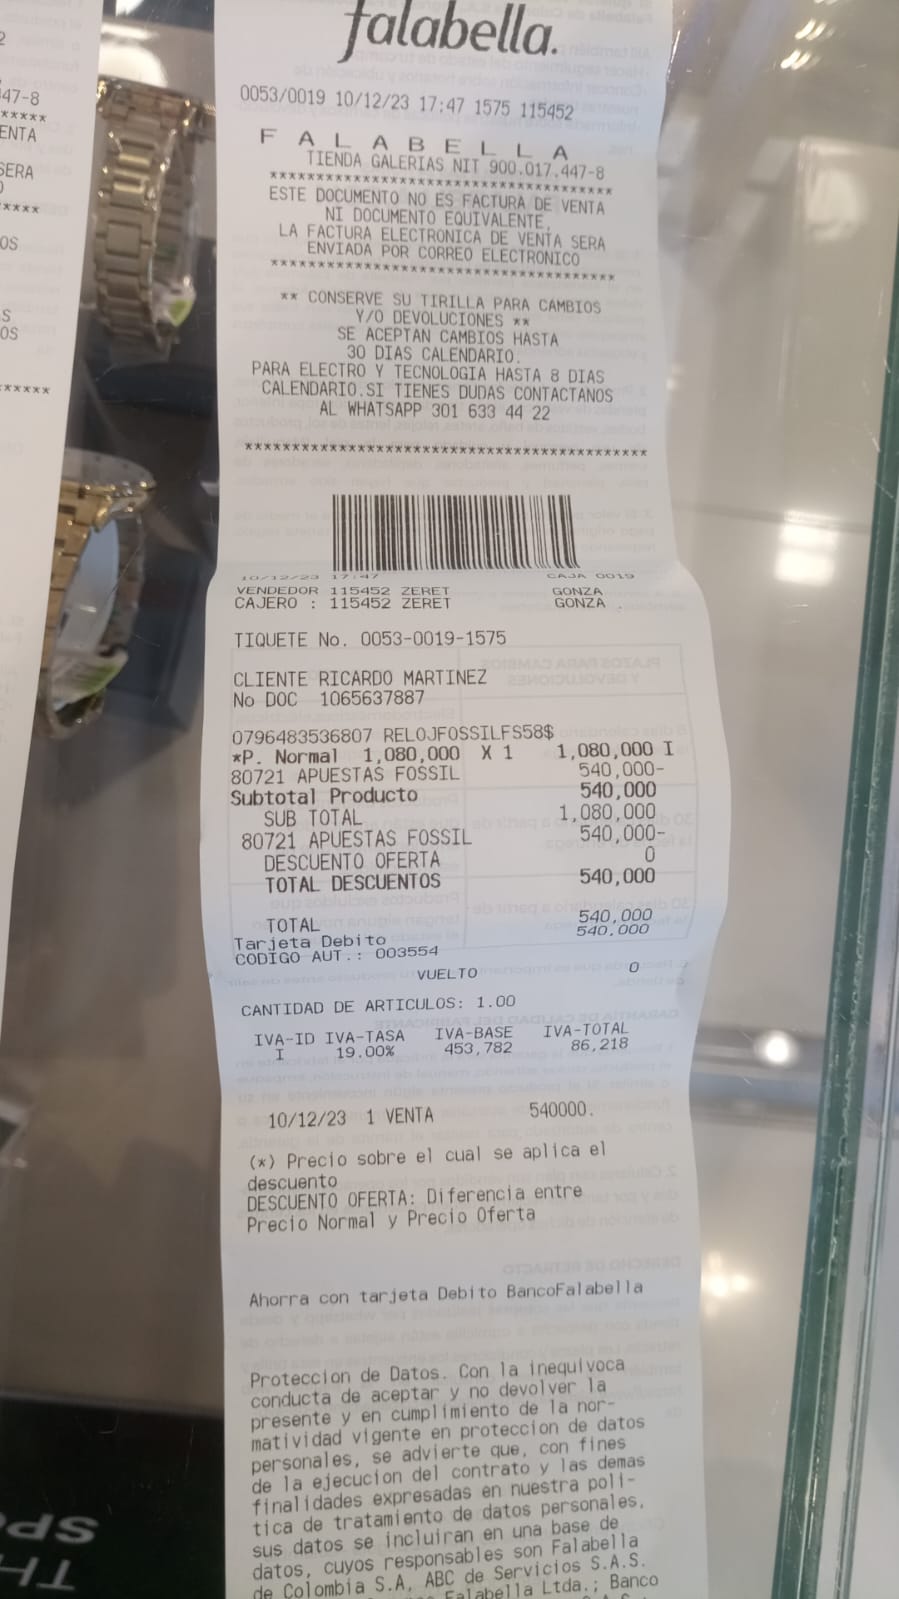 falabella.
0053/0019 10/12/23 17:47 1575 115452
F A L A B E L L A
TIENDA GALERIAS NIT 900.017.447-8
****************************************
ESTE DOCUMENTO NO ES FACTURA DE VENTA
NI DOCUMENTO EQUIVALENTE,
LA FACTURA ELECTRONICA DE VENTA SERA
ENVIADA POR CORREO ELECTRONICO
****************************************
** CONSERVE SU TIRILLA PARA CAMBIOS
Y/O DEVOLUCIONES **
SE ACEPTAN CAMBIOS HASTA
30 DIAS CALENDARIO.
PARA ELECTRO Y TECNOLOGIA HASTA 8 DIAS
CALENDARIO.SI TIENES DUDAS CONTACTANOS
AL WHATSAPP 301 633 44 22
****************************************
10/12/23 17:47 CAJA 0019
VENDEDOR 115452 ZERET GONZA
CAJERO : 115452 ZERET GONZA
TIQUETE No. 0053-0019-1575
CLIENTE RICARDO MARTINEZ
No DOC 1065637887
0796483536807 RELOJFOSSILFS58$
*P. Normal 1,080,000 X 1 1,080,000 I
80721 APUESTAS FOSSIL 540,000-
Subtotal Producto 540,000
SUB TOTAL 1,080,000
80721 APUESTAS FOSSIL 540,000-
DESCUENTO OFERTA 0
TOTAL DESCUENTOS 540,000
TOTAL 540,000
Tarjeta Debito 540,000
CODIGO AUT.: 003554
VUELTO 0
CANTIDAD DE ARTICULOS: 1.00
IVA-ID IVA-TASA IVA-BASE IVA-TOTAL
I 19.00% 453,782 86,218
10/12/23 1 VENTA 540000.
(*) Precio sobre el cual se aplica el
descuento
DESCUENTO OFERTA: Diferencia entre
Precio Normal y Precio Oferta
Ahorra con tarjeta Debito BancoFalabella
Proteccion de Datos. Con la inequivoca
conducta de aceptar y no devolver la
presente y en cumplimiento de la nor-
matividad vigente en proteccion de datos
personales, se advierte que, con fines
de la ejecucion del contrato y las demas
finalidades expresadas en nuestra poli-
tica de tratamiento de datos personales,
sus datos se incluiran en una base de
datos, cuyos responsables son Falabella
de Colombia S.A, ABC de Servicios S.A.S.
Falabella Ltda.; Banco